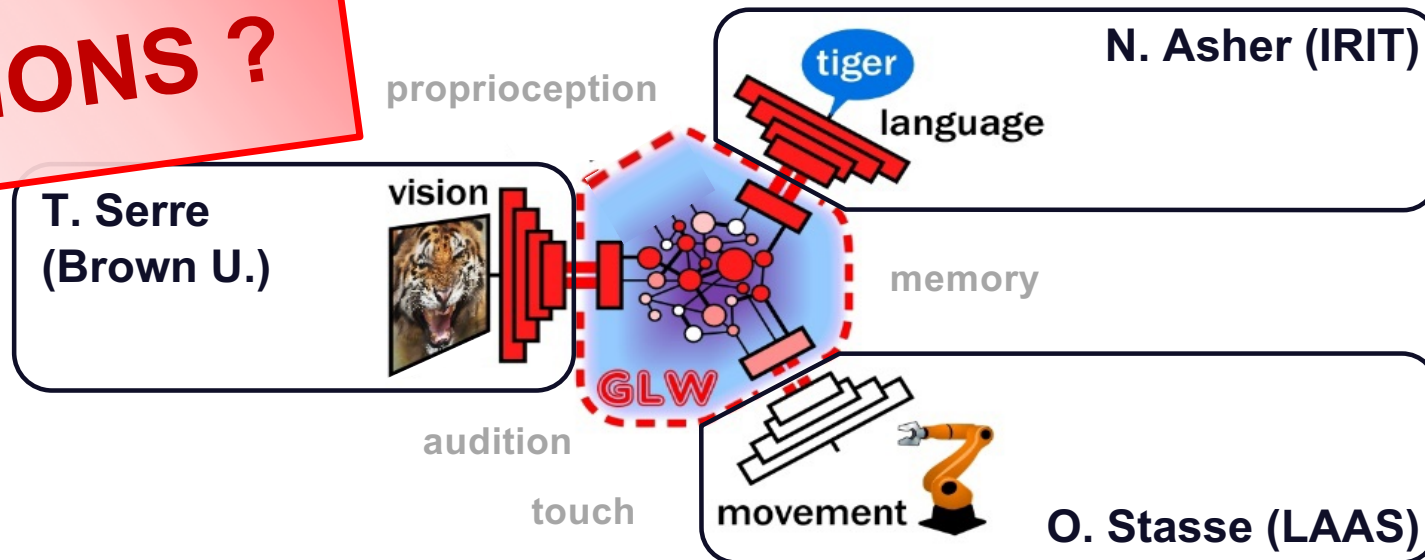 IONS ?
proprioception
tiger
N. Asher (IRIT)
language
vision
T. Serre
(Brown U.)
memory
GLW
audition
touch
movement
O. Stasse (LAAS)